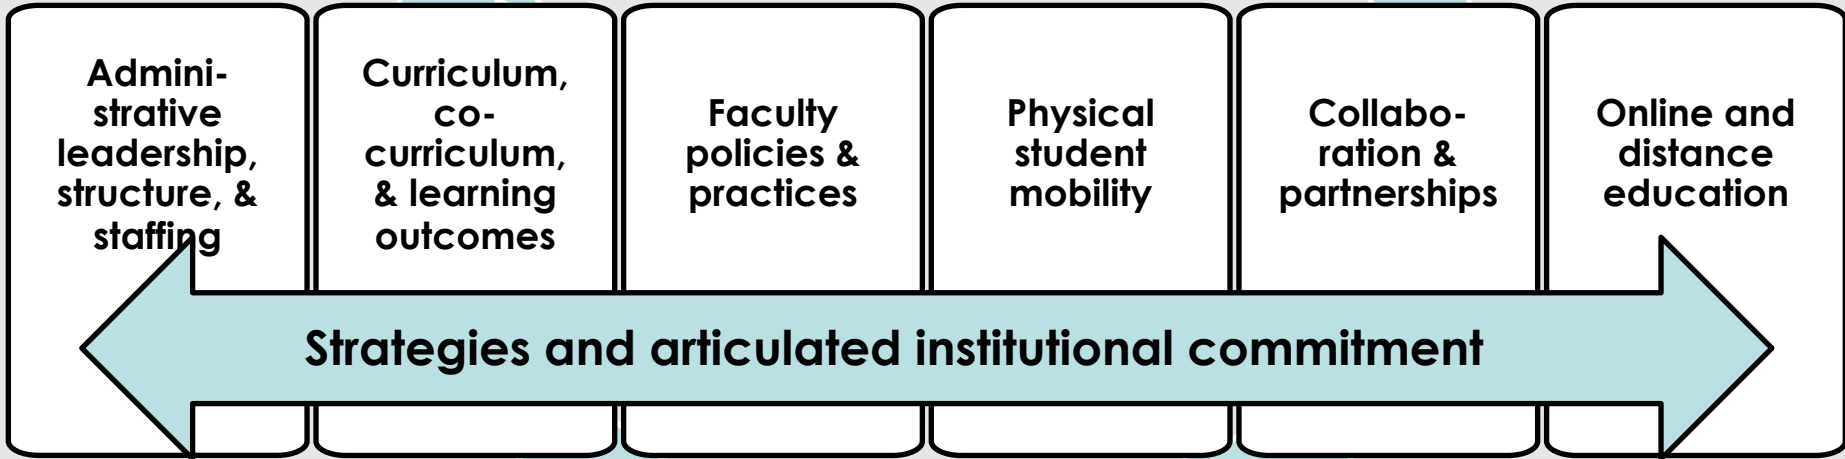 Admini-
strative
leadership,
structure, &
staffing
Curriculum,
co-
curriculum,
& learning
outcomes
Faculty
policies &
practices
Physical
student
mobility
Collabo-
ration &
partnerships
Online and
distance
education
Strategies and articulated institutional commitment